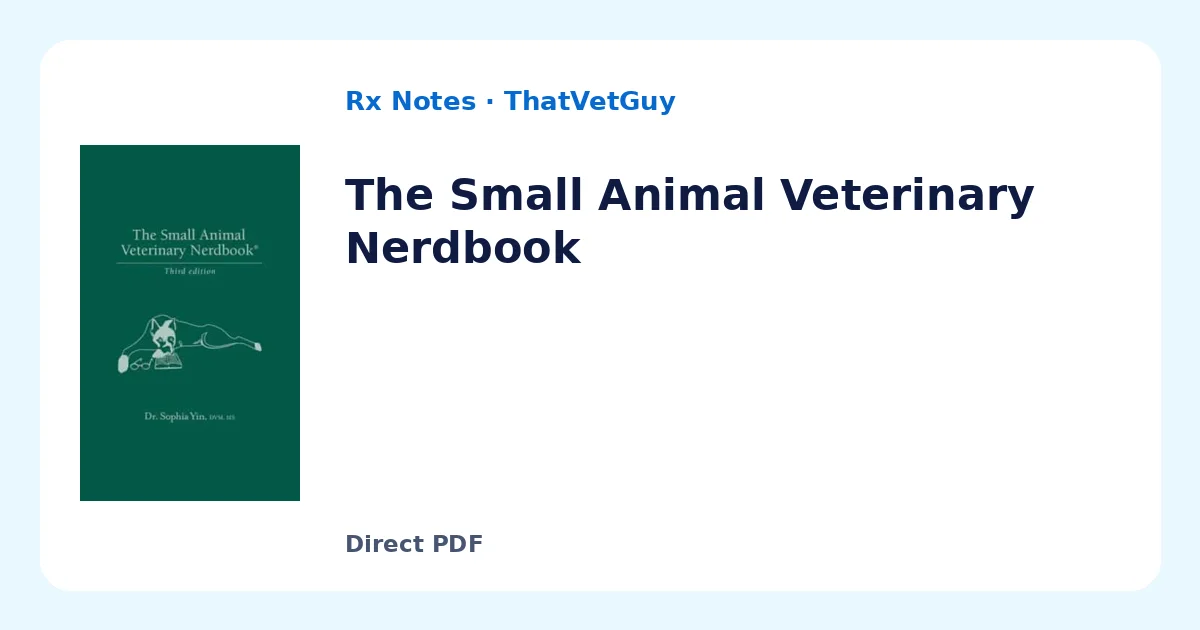 Rx Notes · ThatVetGuy
The Small Animal Veterinary
Nerdbook
The Small Animal
Veterinary Nerdbook®
Third edition
Dr. Sophia Yin, DVM, MS
Direct PDF